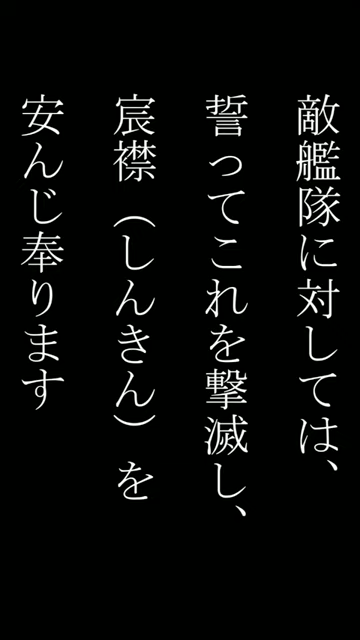 敵艦隊に対しては、
誓ってこれを撃滅し、
宸襟（しんきん）を
安んじ奉ります